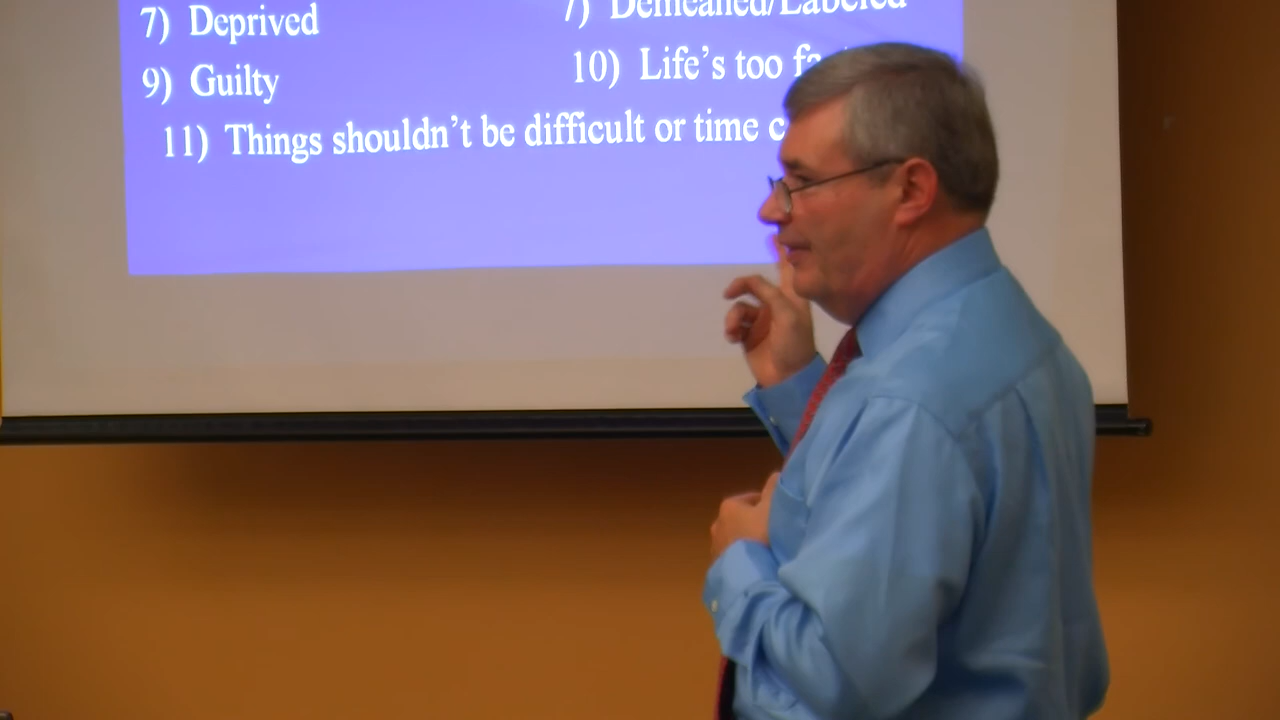 7) Deprived 7) Demeaned/Labeled
9) Guilty 10) Life's too
11) Things shouldn't be difficult or time